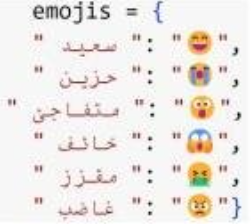 emojis = {
" سعيد ":"😄",
" حزين ":"😭",
" متفاجئ ":"😲",
" خائف ":"😱",
" مقزز ":"🤮",
" غاضب ":"😠"}